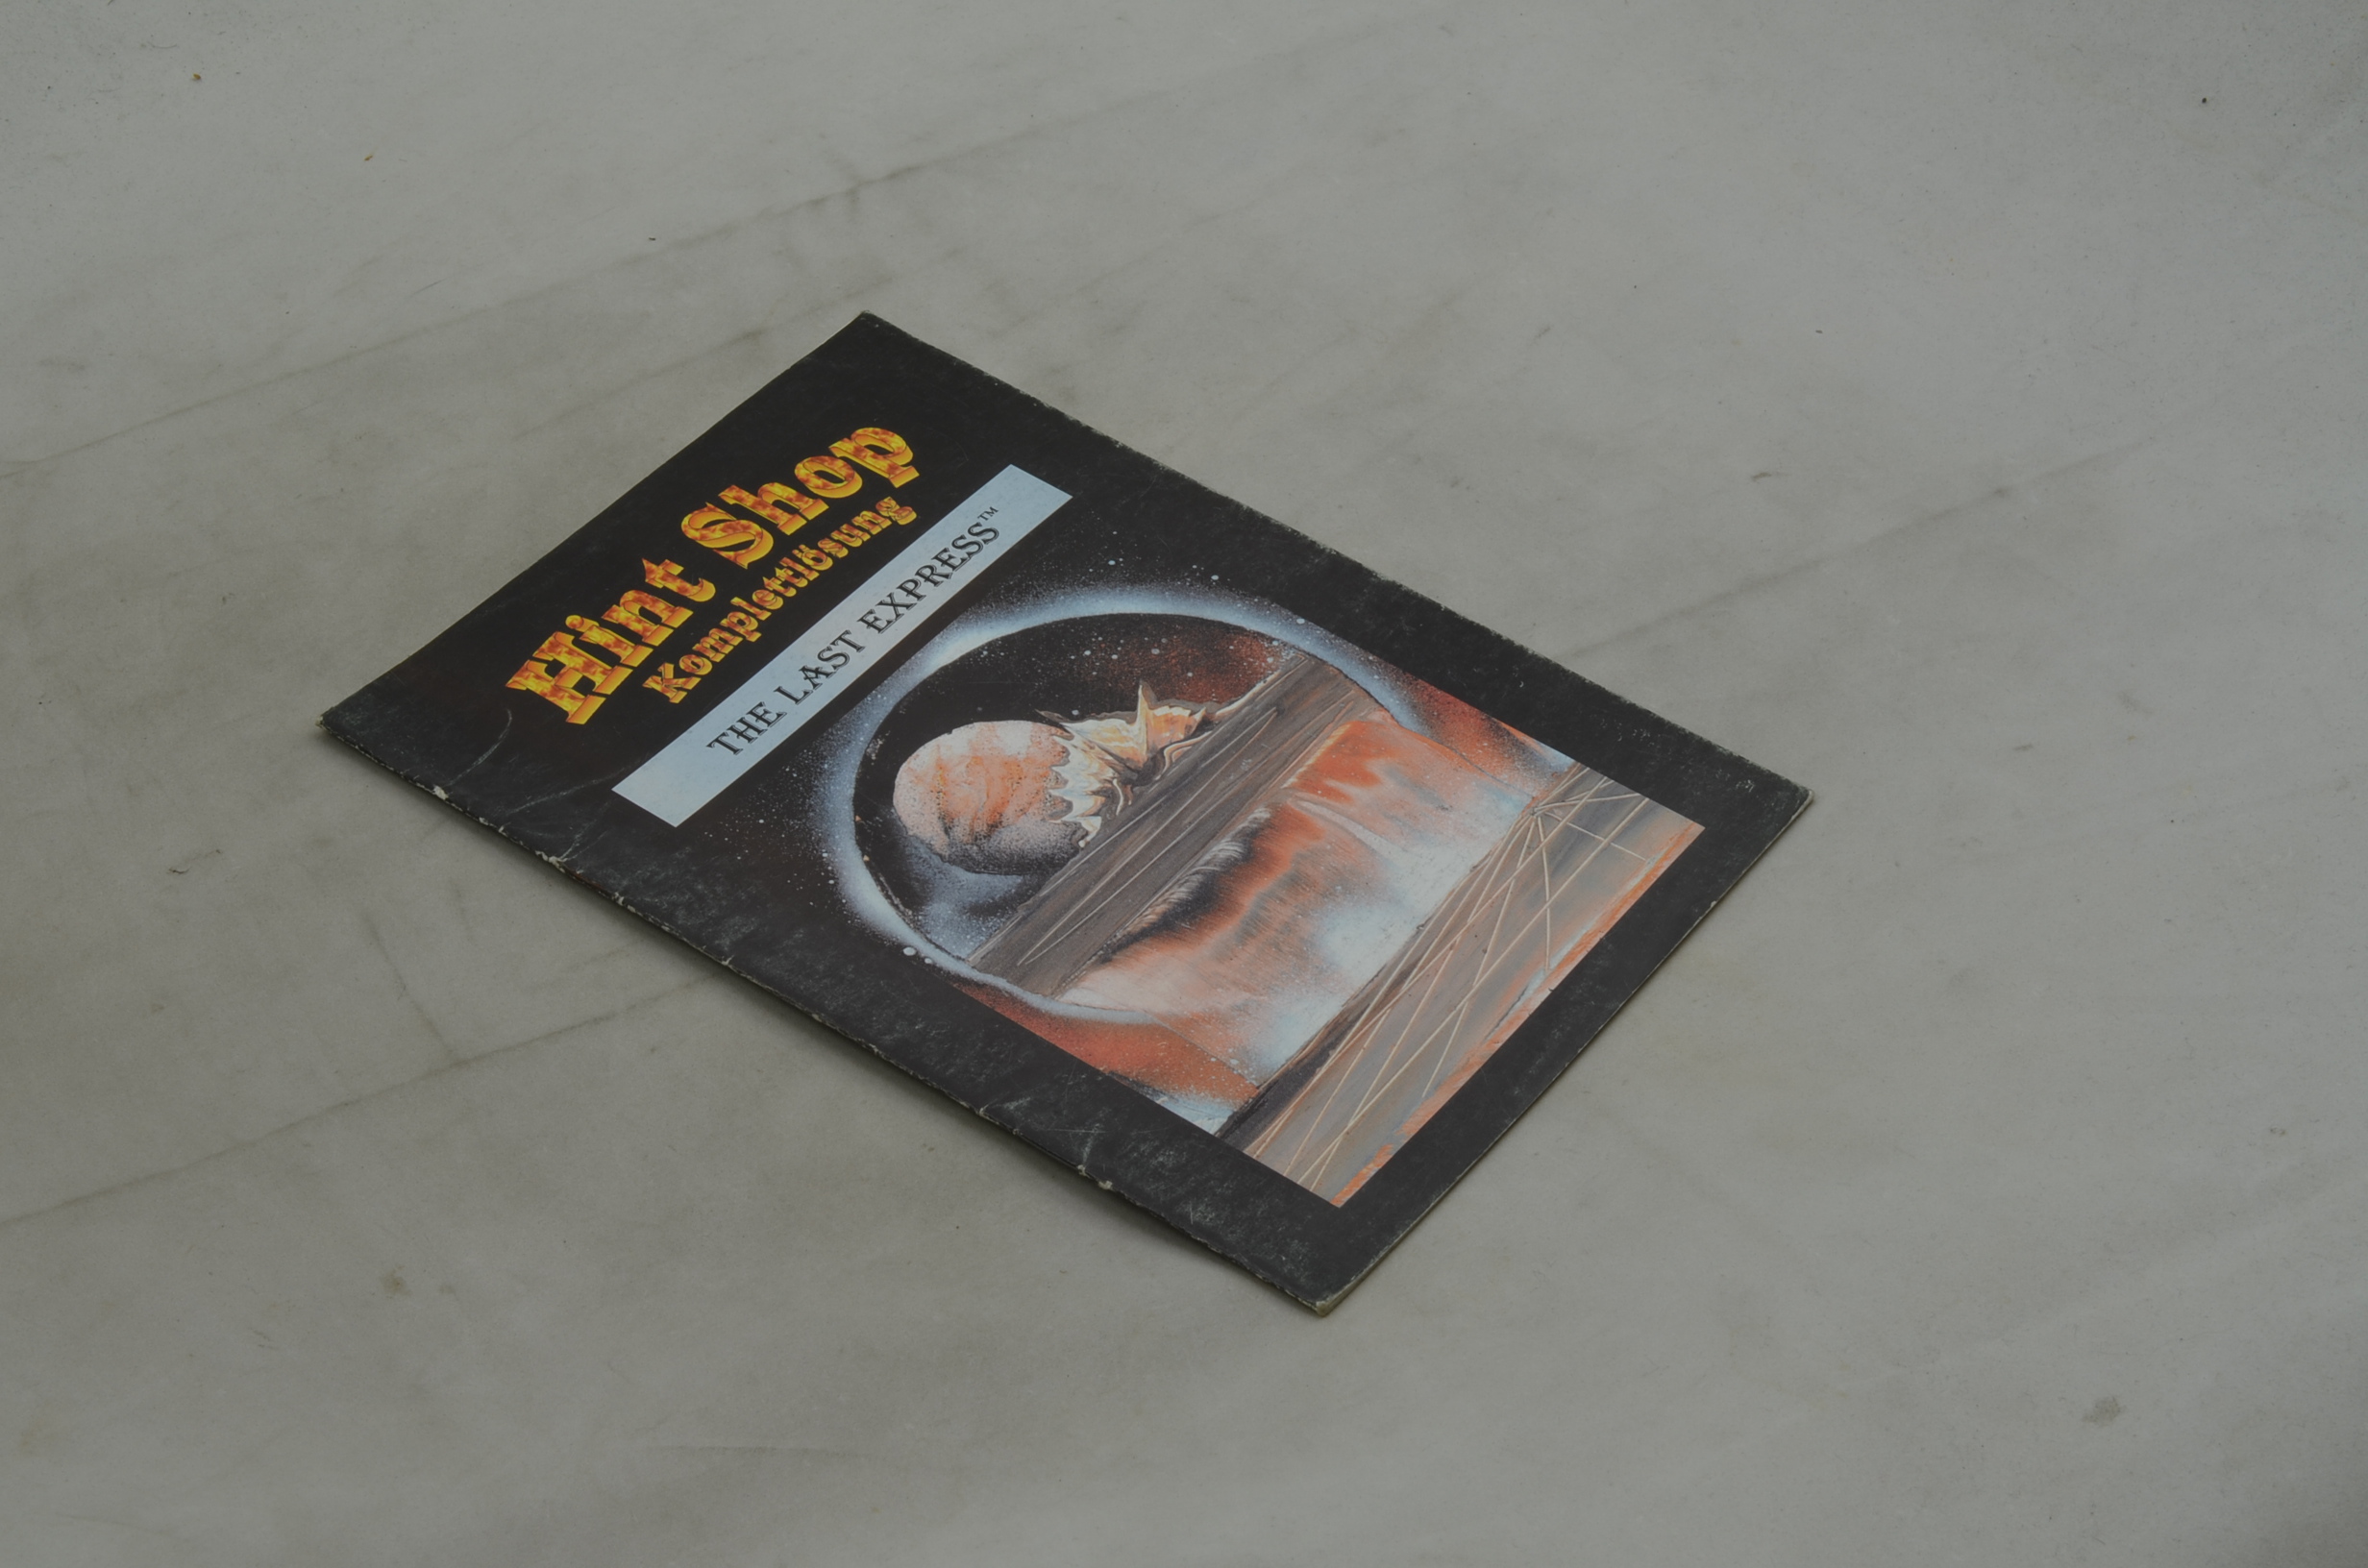 Hint Shop
Komplettlösung
THE LAST EXPRESS™